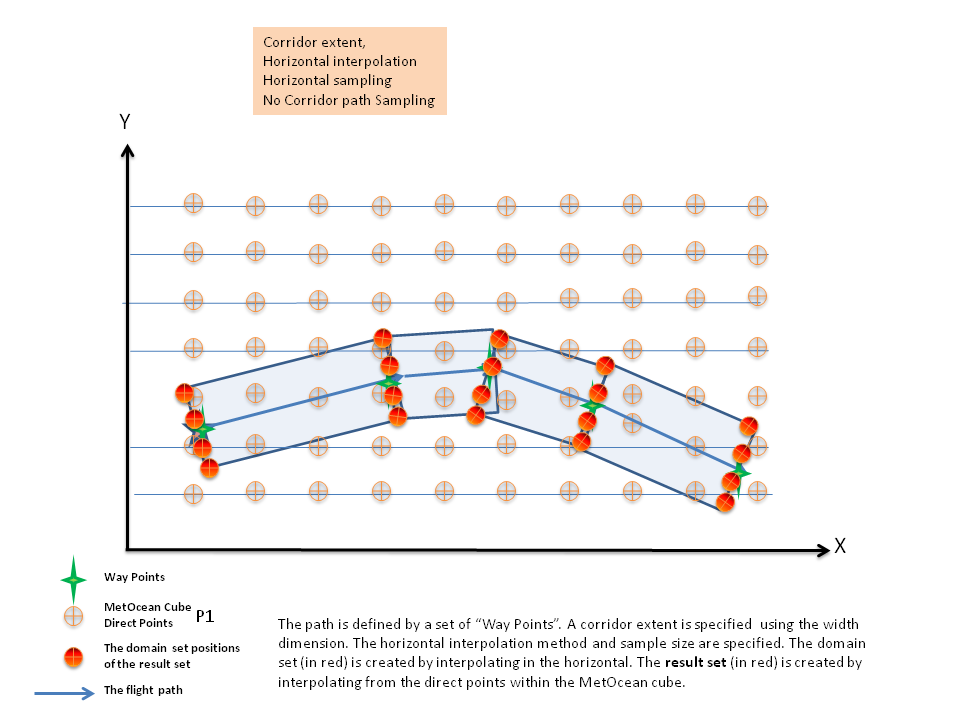 Corridor extent,
Horizontal interpolation
Horizontal sampling
No Corridor path Sampling
Y
X
Way Points
MetOcean Cube
Direct Points
P1
The domain set positions
of the result set
The flight path
The path is defined by a set of “Way Points”. A corridor extent is specified using the width
dimension. The horizontal interpolation method and sample size are specified. The domain
set (in red) is created by interpolating in the horizontal. The result set (in red) is created by
interpolating from the direct points within the MetOcean cube.